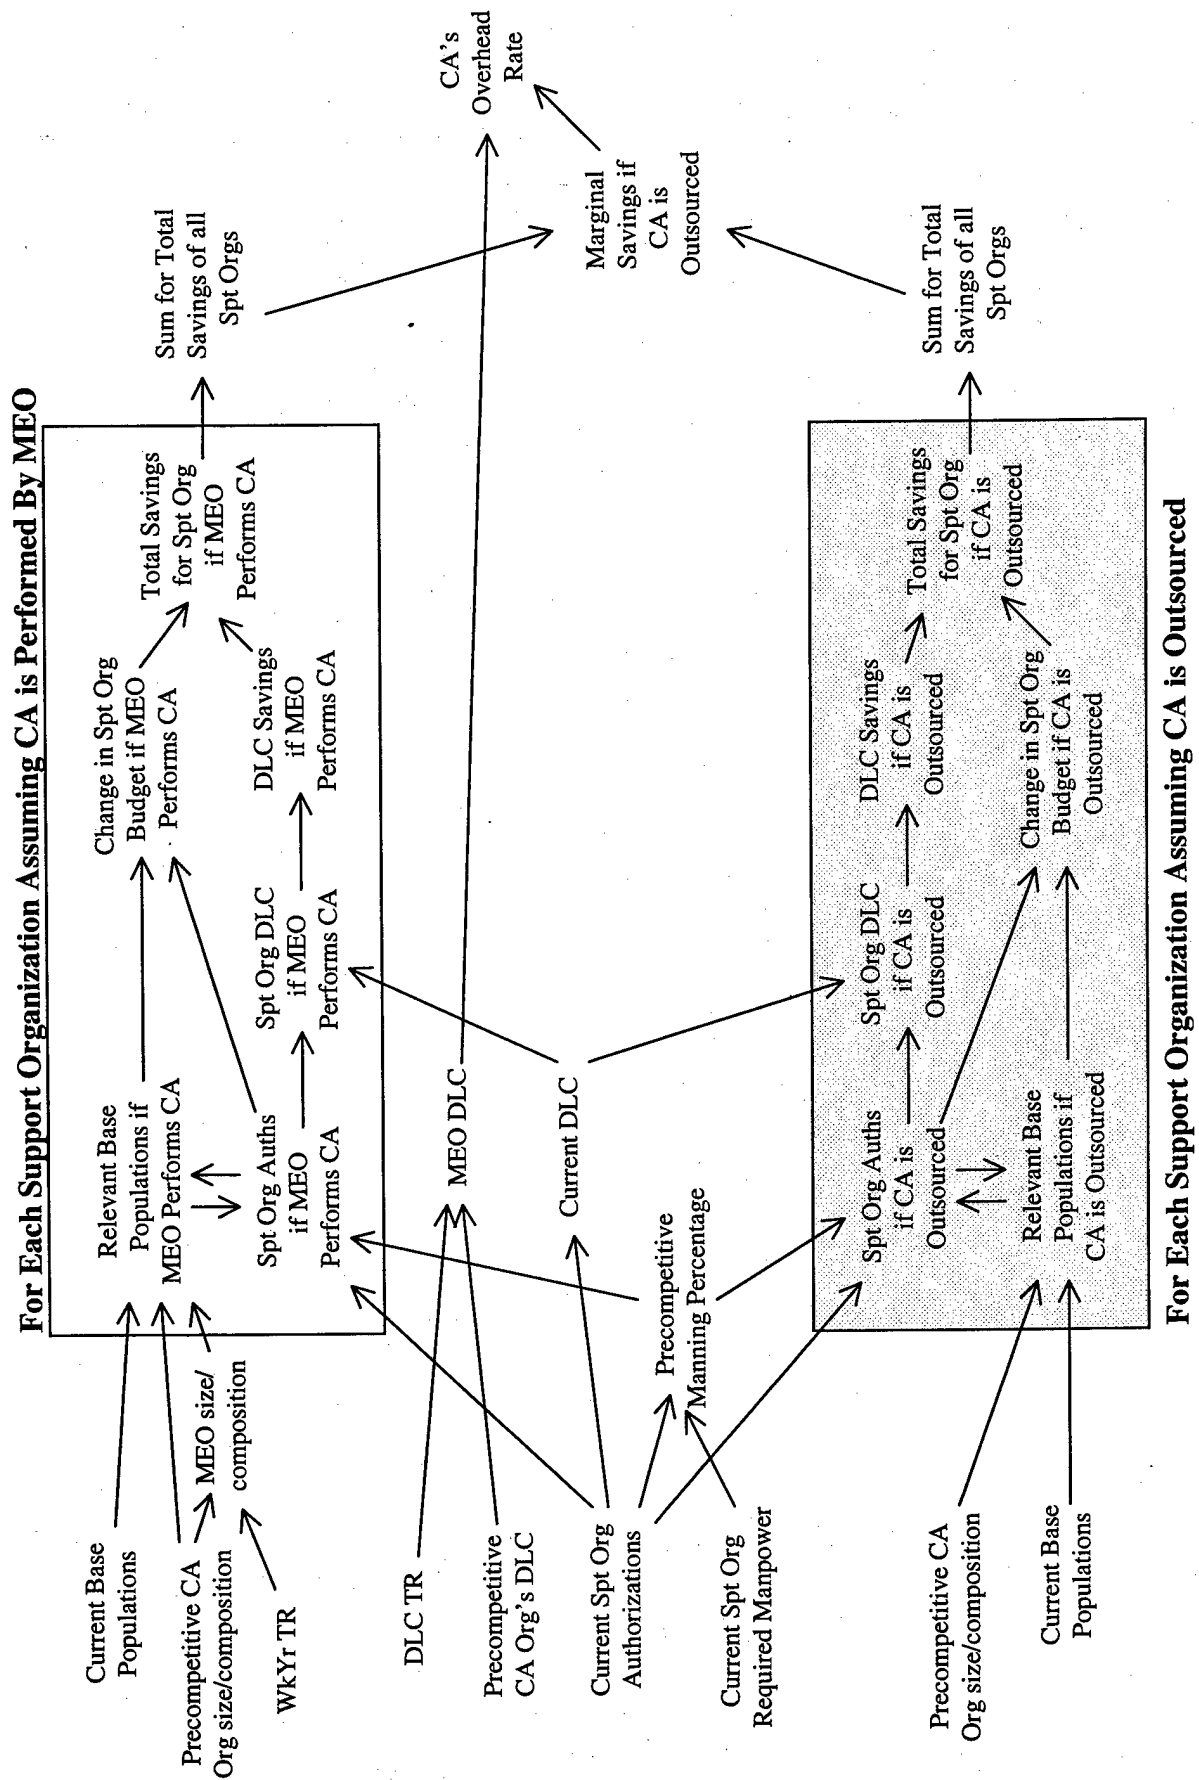 For Each Support Organization Assuming CA is Performed By MEO
Current Base
Populations
Precompetitive CA
Org size/composition
WkYr TR
MEO size/
composition
Relevant Base
Populations if
MEO Performs CA
Spt Org Auths
if MEO
Performs CA
Change in Spt Org
Budget if MEO
Performs CA
Spt Org DLC
if MEO
Performs CA
DLC Savings
if MEO
Performs CA
Total Savings
for Spt Org
if MEO
Performs CA
Sum for Total
Savings of all
Spt Orgs
DLC TR
Precompetitive
CA Org's DLC
MEO DLC
Current Spt Org
Authorizations
Current DLC
Current Spt Org
Required Manpower
Precompetitive
Manning Percentage
CA's
Overhead
Rate
Marginal
Savings if
CA is
Outsourced
Spt Org Auths
if CA is
Outsourced
Spt Org DLC
if CA is
Outsourced
DLC Savings
if CA is
Outsourced
Total Savings
for Spt Org
if CA is
Outsourced
Sum for Total
Savings of all
Spt Orgs
Precompetitive CA
Org size/composition
Current Base
Populations
Relevant Base
Populations if
CA is Outsourced
Change in Spt Org
Budget if CA is
Outsourced
For Each Support Organization Assuming CA is Outsourced